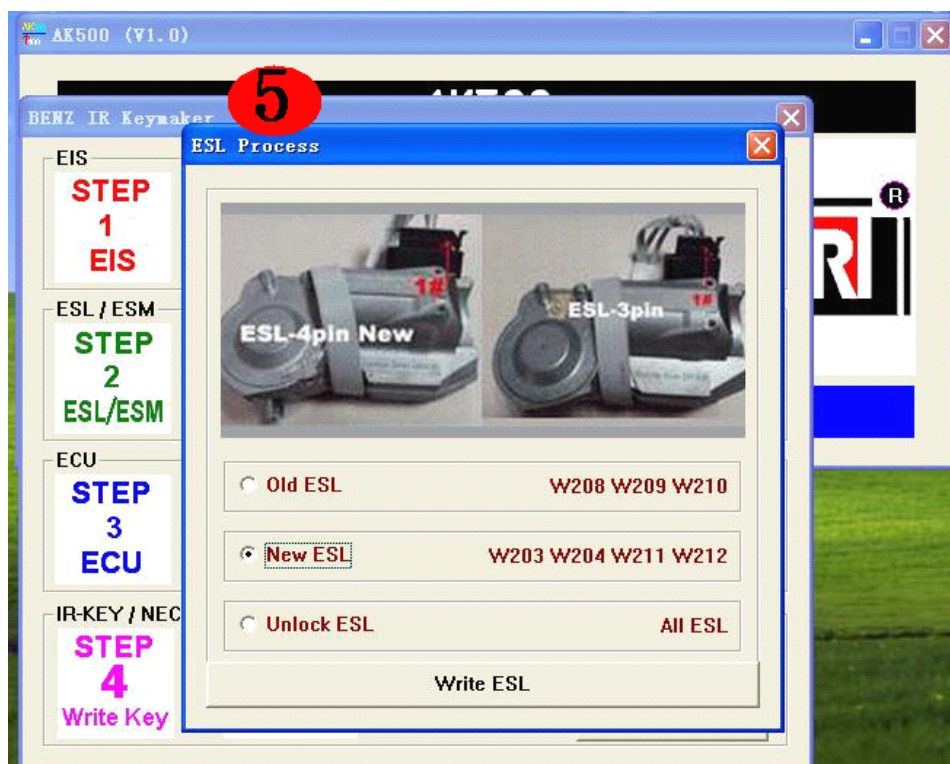 AK500 (V1.0)
5
BENZ IR Keymaker
ESL Process
EIS
STEP
1
EIS
R
1#
1#
ESL-4pin New
ESL-3pin
ESL / ESM
STEP
2
ESL/ESM
ECU
STEP
3
ECU
Old ESL W208 W209 W210
New ESL W203 W204 W211 W212
Unlock ESL All ESL
IR-KEY / NEC
STEP
4
Write Key
Write ESL